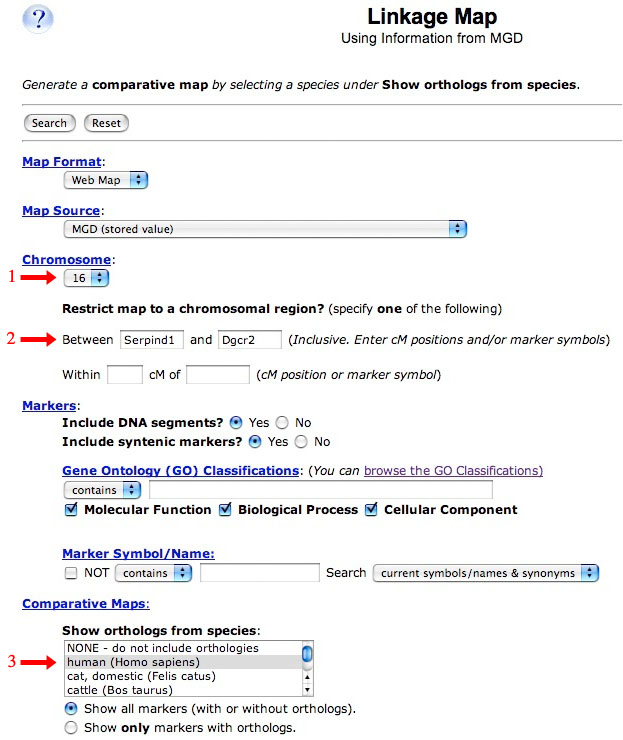 ?
Linkage Map
Using Information from MGD
Generate a comparative map by selecting a species under Show orthologs from species.
Search Reset
Map Format:
Web Map
Map Source:
MGD (stored value)
Chromosome:
1 16
Restrict map to a chromosomal region? (specify one of the following)
2 Between Serpind1 and Dgcr2 (Inclusive. Enter cM positions and/or marker symbols)
Within cM of (cM position or marker symbol)
Markers:
Include DNA segments? Yes No
Include syntenic markers? Yes No
Gene Ontology (GO) Classifications: (You can browse the GO Classifications)
contains
Molecular Function Biological Process Cellular Component
Marker Symbol/Name:
NOT contains Search current symbols/names & synonyms
Comparative Maps:
Show orthologs from species:
NONE - do not include orthologies
3 human (Homo sapiens)
cat, domestic (Felis catus)
cattle (Bos taurus)
Show all markers (with or without orthologs).
Show only markers with orthologs.